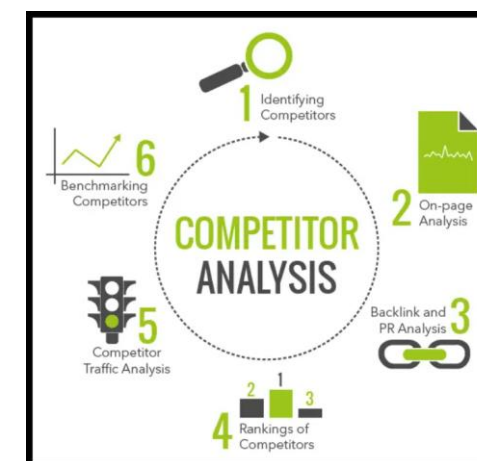 1 Identifying
Competitors
2 On-page
Analysis
Backlink and
PR Analysis 3
2 1 3
4 Rankings of
Competitors
5
Competitor
Traffic Analysis
6
Benchmarking
Competitors
COMPETITOR
ANALYSIS